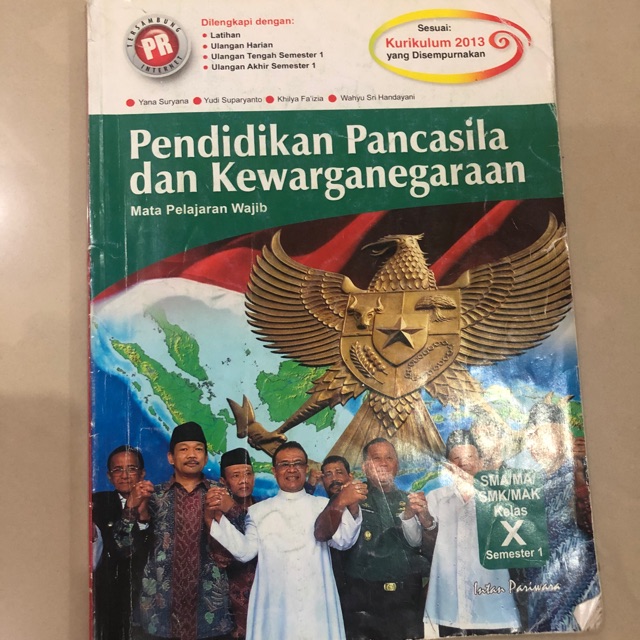 TERSAMBUNG
PR
INTERNET
Dilengkapi dengan:
Latihan
Ulangan Harian
Ulangan Tengah Semester 1
Ulangan Akhir Semester 1
Sesuai:
Kurikulum 2013
yang Disempurnakan
Yana Suryana Yudi Suparyanto Khilya Fa'izia Wahyu Sri Handayani
Pendidikan Pancasila
dan Kewarganegaraan
Mata Pelajaran Wajib
SMA/MA/
SMK/MAK
Kelas
X
Semester 1
Intan Pariwara